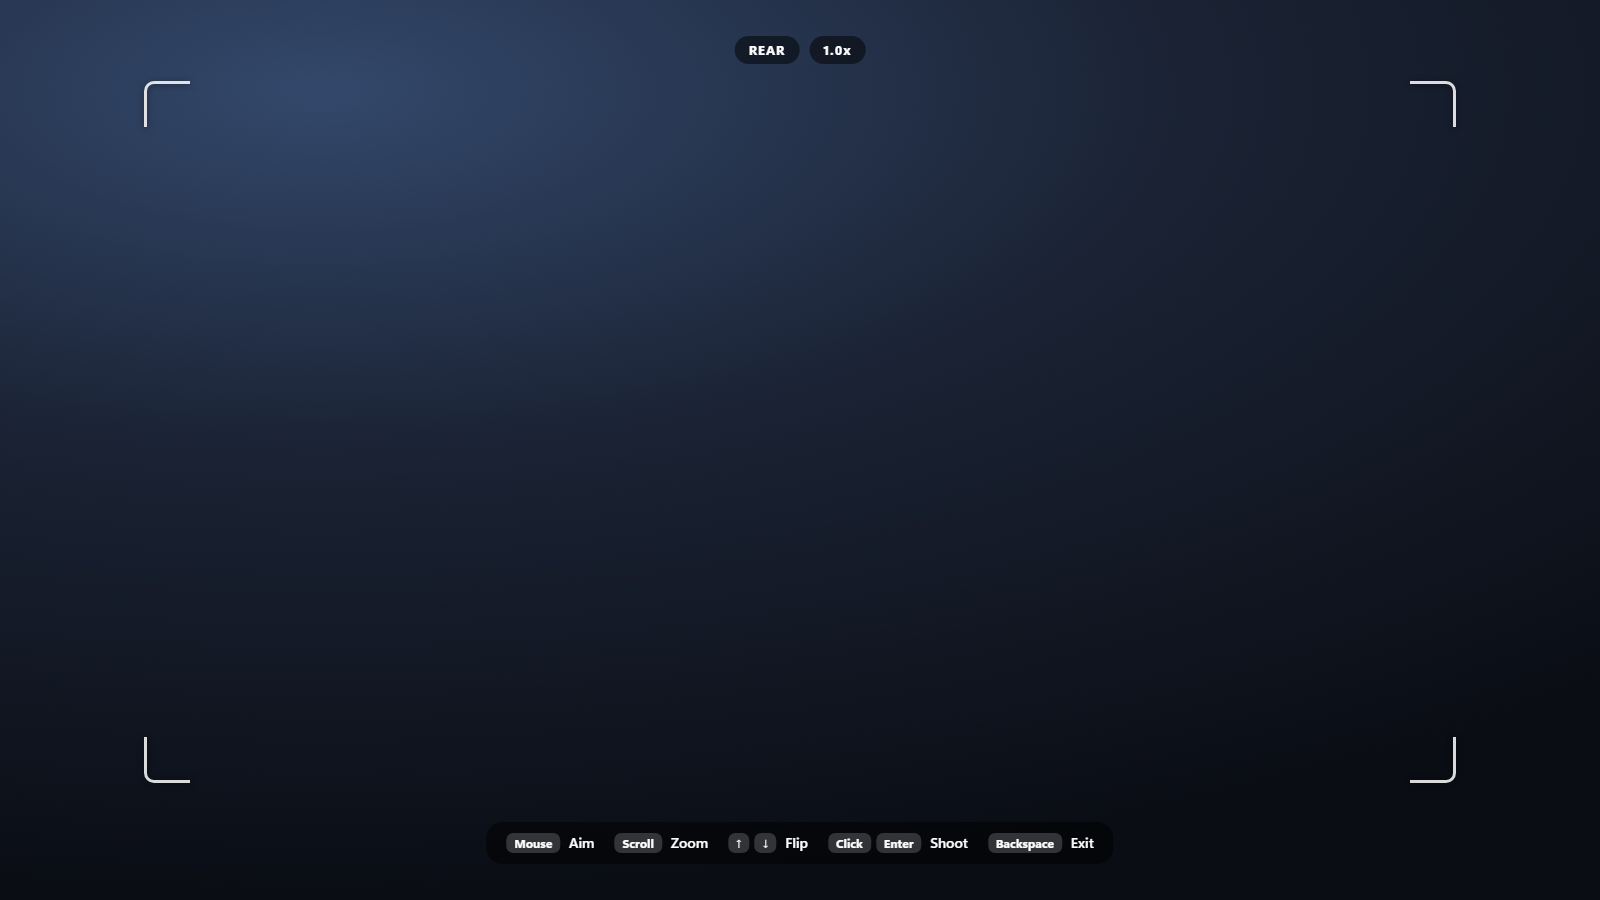 REAR 1.0x
Mouse Aim Scroll Zoom ↑ ↓ Flip Click Enter Shoot Backspace Exit